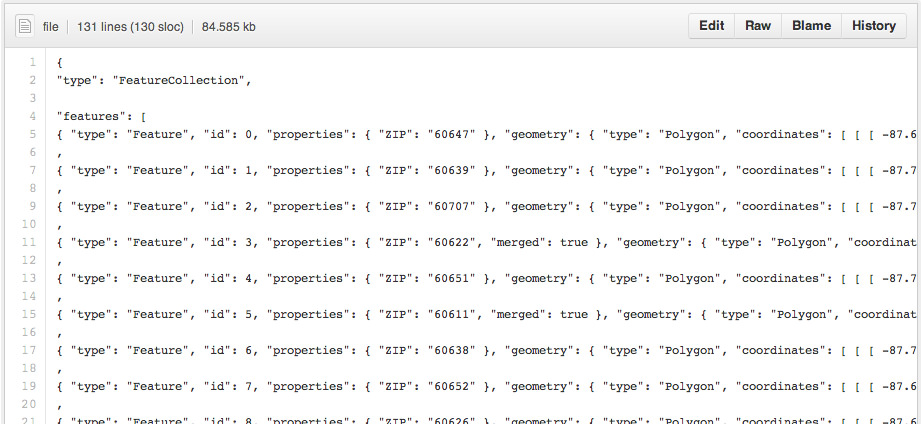 file 131 lines (130 sloc) 84.585 kb Edit Raw Blame History
1 {
2 "type": "FeatureCollection",
3
4 "features": [
5 { "type": "Feature", "id": 0, "properties": { "ZIP": "60647" }, "geometry": { "type": "Polygon", "coordinates": [ [ [ -87.6
6 ,
7 { "type": "Feature", "id": 1, "properties": { "ZIP": "60639" }, "geometry": { "type": "Polygon", "coordinates": [ [ [ -87.7
8 ,
9 { "type": "Feature", "id": 2, "properties": { "ZIP": "60707" }, "geometry": { "type": "Polygon", "coordinates": [ [ [ -87.7
10 ,
11 { "type": "Feature", "id": 3, "properties": { "ZIP": "60622", "merged": true }, "geometry": { "type": "Polygon", "coordinat
12 ,
13 { "type": "Feature", "id": 4, "properties": { "ZIP": "60651" }, "geometry": { "type": "Polygon", "coordinates": [ [ [ -87.7
14 ,
15 { "type": "Feature", "id": 5, "properties": { "ZIP": "60611", "merged": true }, "geometry": { "type": "Polygon", "coordinat
16 ,
17 { "type": "Feature", "id": 6, "properties": { "ZIP": "60638" }, "geometry": { "type": "Polygon", "coordinates": [ [ [ -87.7
18 ,
19 { "type": "Feature", "id": 7, "properties": { "ZIP": "60652" }, "geometry": { "type": "Polygon", "coordinates": [ [ [ -87.6
20 ,
21 { "type": "Feature", "id": 8, "properties": { "ZIP": "60626" }, "geometry": { "type": "Polygon", "coordinates": [ [ [ -87.6